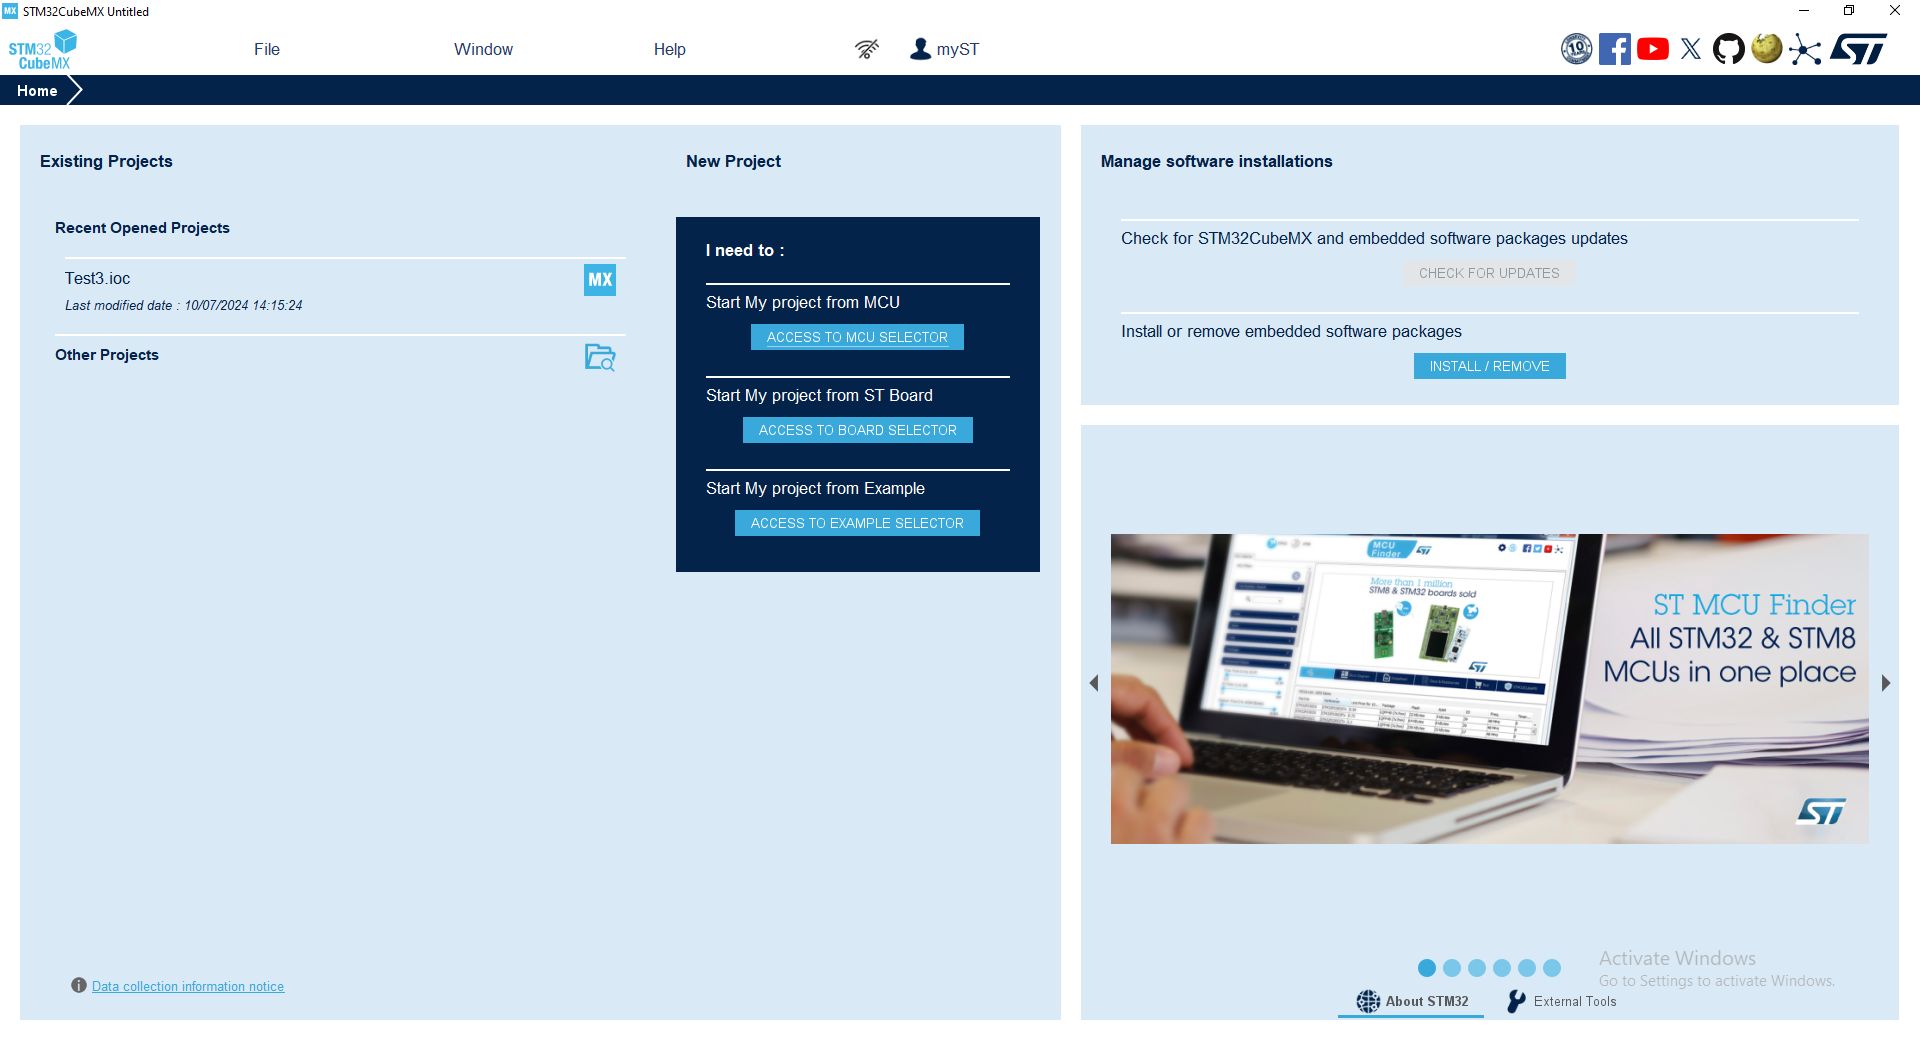 MX STM32CubeMX Untitled
STM32
CubeMX
File
Window
Help
myST
10
ST
Home
Existing Projects
Recent Opened Projects
Test3.ioc
MX
Last modified date : 10/07/2024 14:15:24
Other Projects
Data collection information notice
New Project
I need to :
Start My project from MCU
ACCESS TO MCU SELECTOR
Start My project from ST Board
ACCESS TO BOARD SELECTOR
Start My project from Example
ACCESS TO EXAMPLE SELECTOR
Manage software installations
Check for STM32CubeMX and embedded software packages updates
CHECK FOR UPDATES
Install or remove embedded software packages
INSTALL / REMOVE
MCU
Finder
More than 1 million
STM8 & STM32 boards sold
ST MCU Finder
All STM32 & STM8
MCUs in one place
ST
Activate Windows
Go to Settings to activate Windows.
About STM32
External Tools